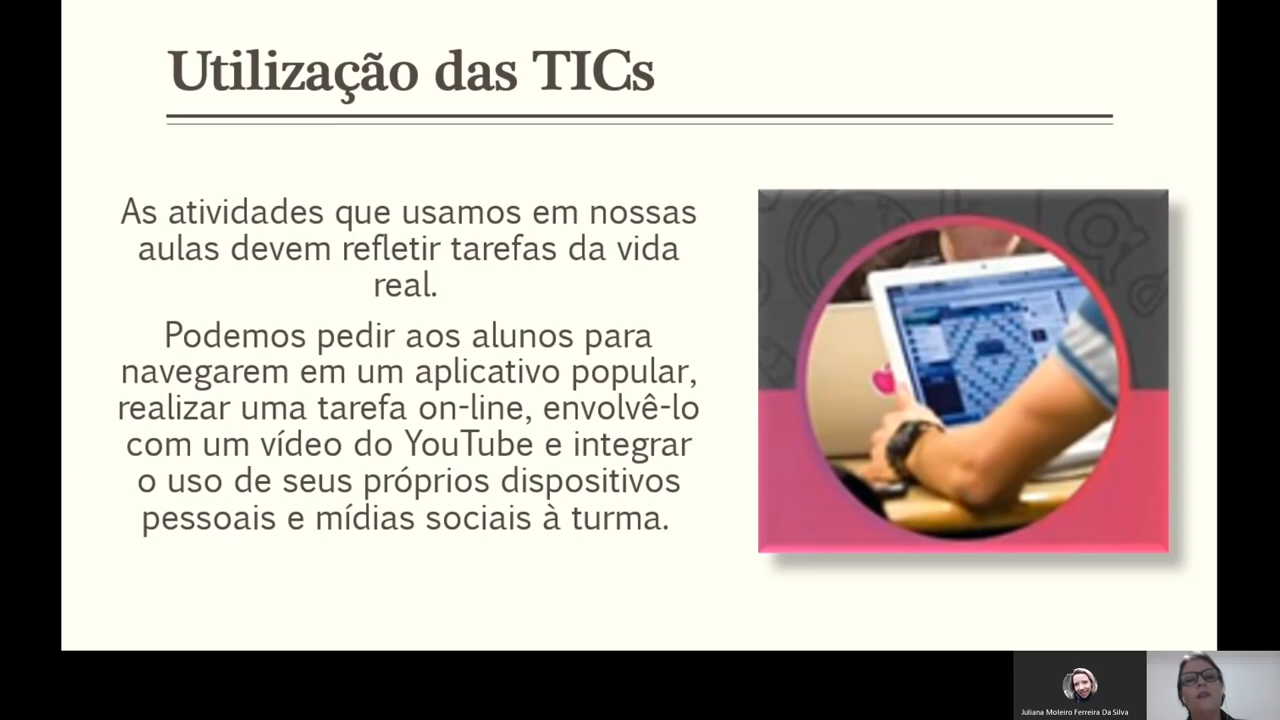 Utilização das TICs
As atividades que usamos em nossas
aulas devem refletir tarefas da vida
real.
Podemos pedir aos alunos para
navegarem em um aplicativo popular,
realizar uma tarefa on-line, envolvê-lo
com um vídeo do YouTube e integrar
o uso de seus próprios dispositivos
pessoais e mídias sociais à turma.
Juliana Moleiro Ferreira Da Silva